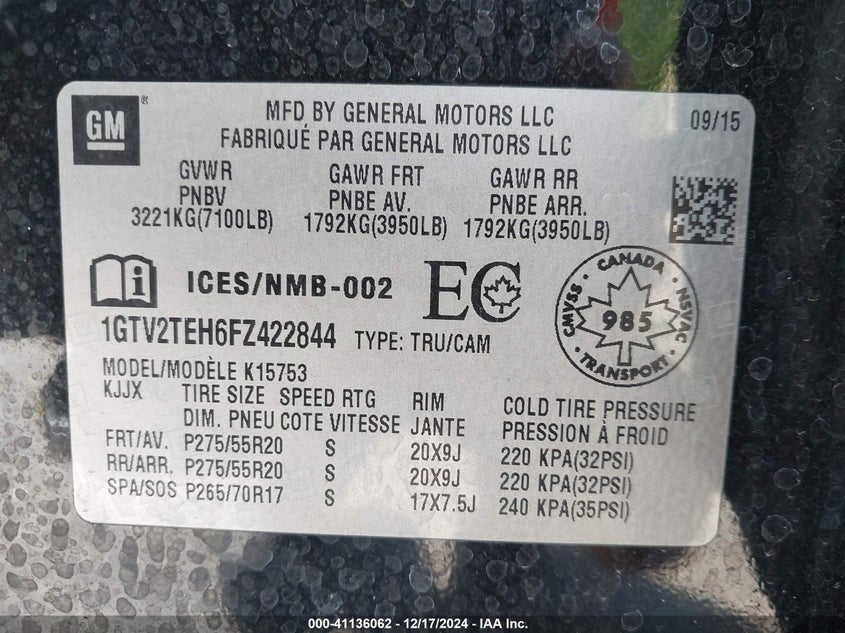 GM®
MFD BY GENERAL MOTORS LLC
FABRIQUÉ PAR GENERAL MOTORS LLC
09/15
GVWR GAWR FRT GAWR RR
PNBV PNBE AV. PNBE ARR.
3221KG(7100LB) 1792KG(3950LB) 1792KG(3950LB)
ICES/NMB-002 EC
CANADA
CMVSS 985 NSVAC
TRANSPORT
1GTV2TEH6FZ422844 TYPE: TRU/CAM
MODEL/MODÈLE K15753
KJJX TIRE SIZE SPEED RTG RIM COLD TIRE PRESSURE
DIM. PNEU COTE VITESSE JANTE PRESSION À FROID
FRT/AV. P275/55R20 S 20X9J 220 KPA(32PSI)
RR/ARR. P275/55R20 S 20X9J 220 KPA(32PSI)
SPA/SOS P265/70R17 S 17X7.5J 240 KPA(35PSI)
000-41136062 - 12/17/2024 - IAA Inc.